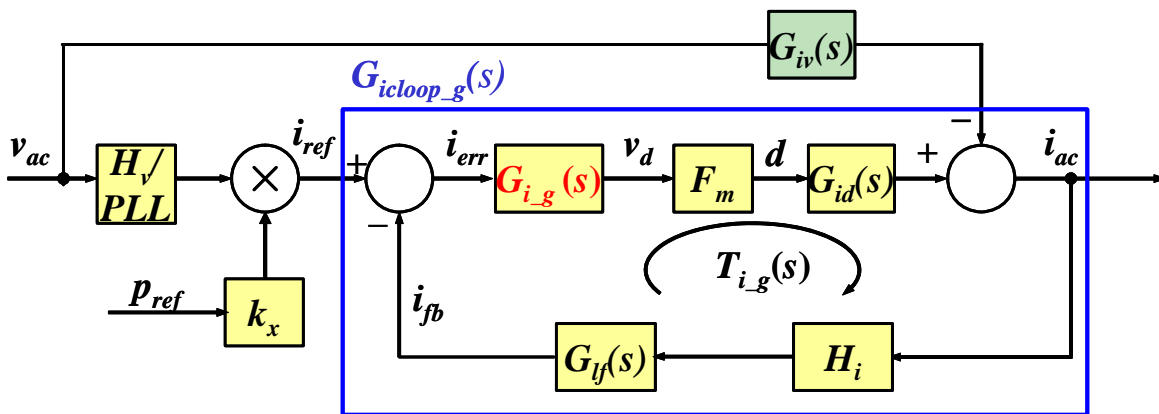 G_iv(s)
G_icloop_g(s)
v_ac
H_v/
PLL
×
i_ref
+
−
i_err
G_i_g (s)
v_d
F_m
d
G_id(s)
+
−
i_ac
T_i_g(s)
p_ref
k_x
i_fb
G_lf(s)
H_i